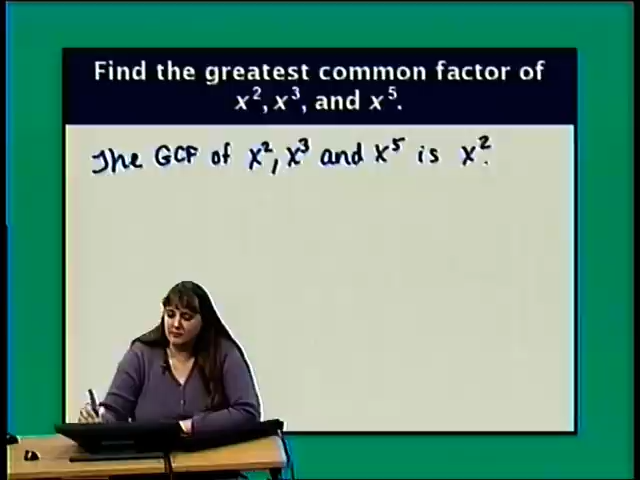 Find the greatest common factor of
x², x³, and x⁵.
The GCF of x², x³ and x⁵ is x².